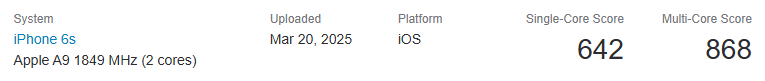 System Uploaded Platform Single-Core Score Multi-Core Score
iPhone 6s Mar 20, 2025 iOS 642 868
Apple A9 1849 MHz (2 cores)